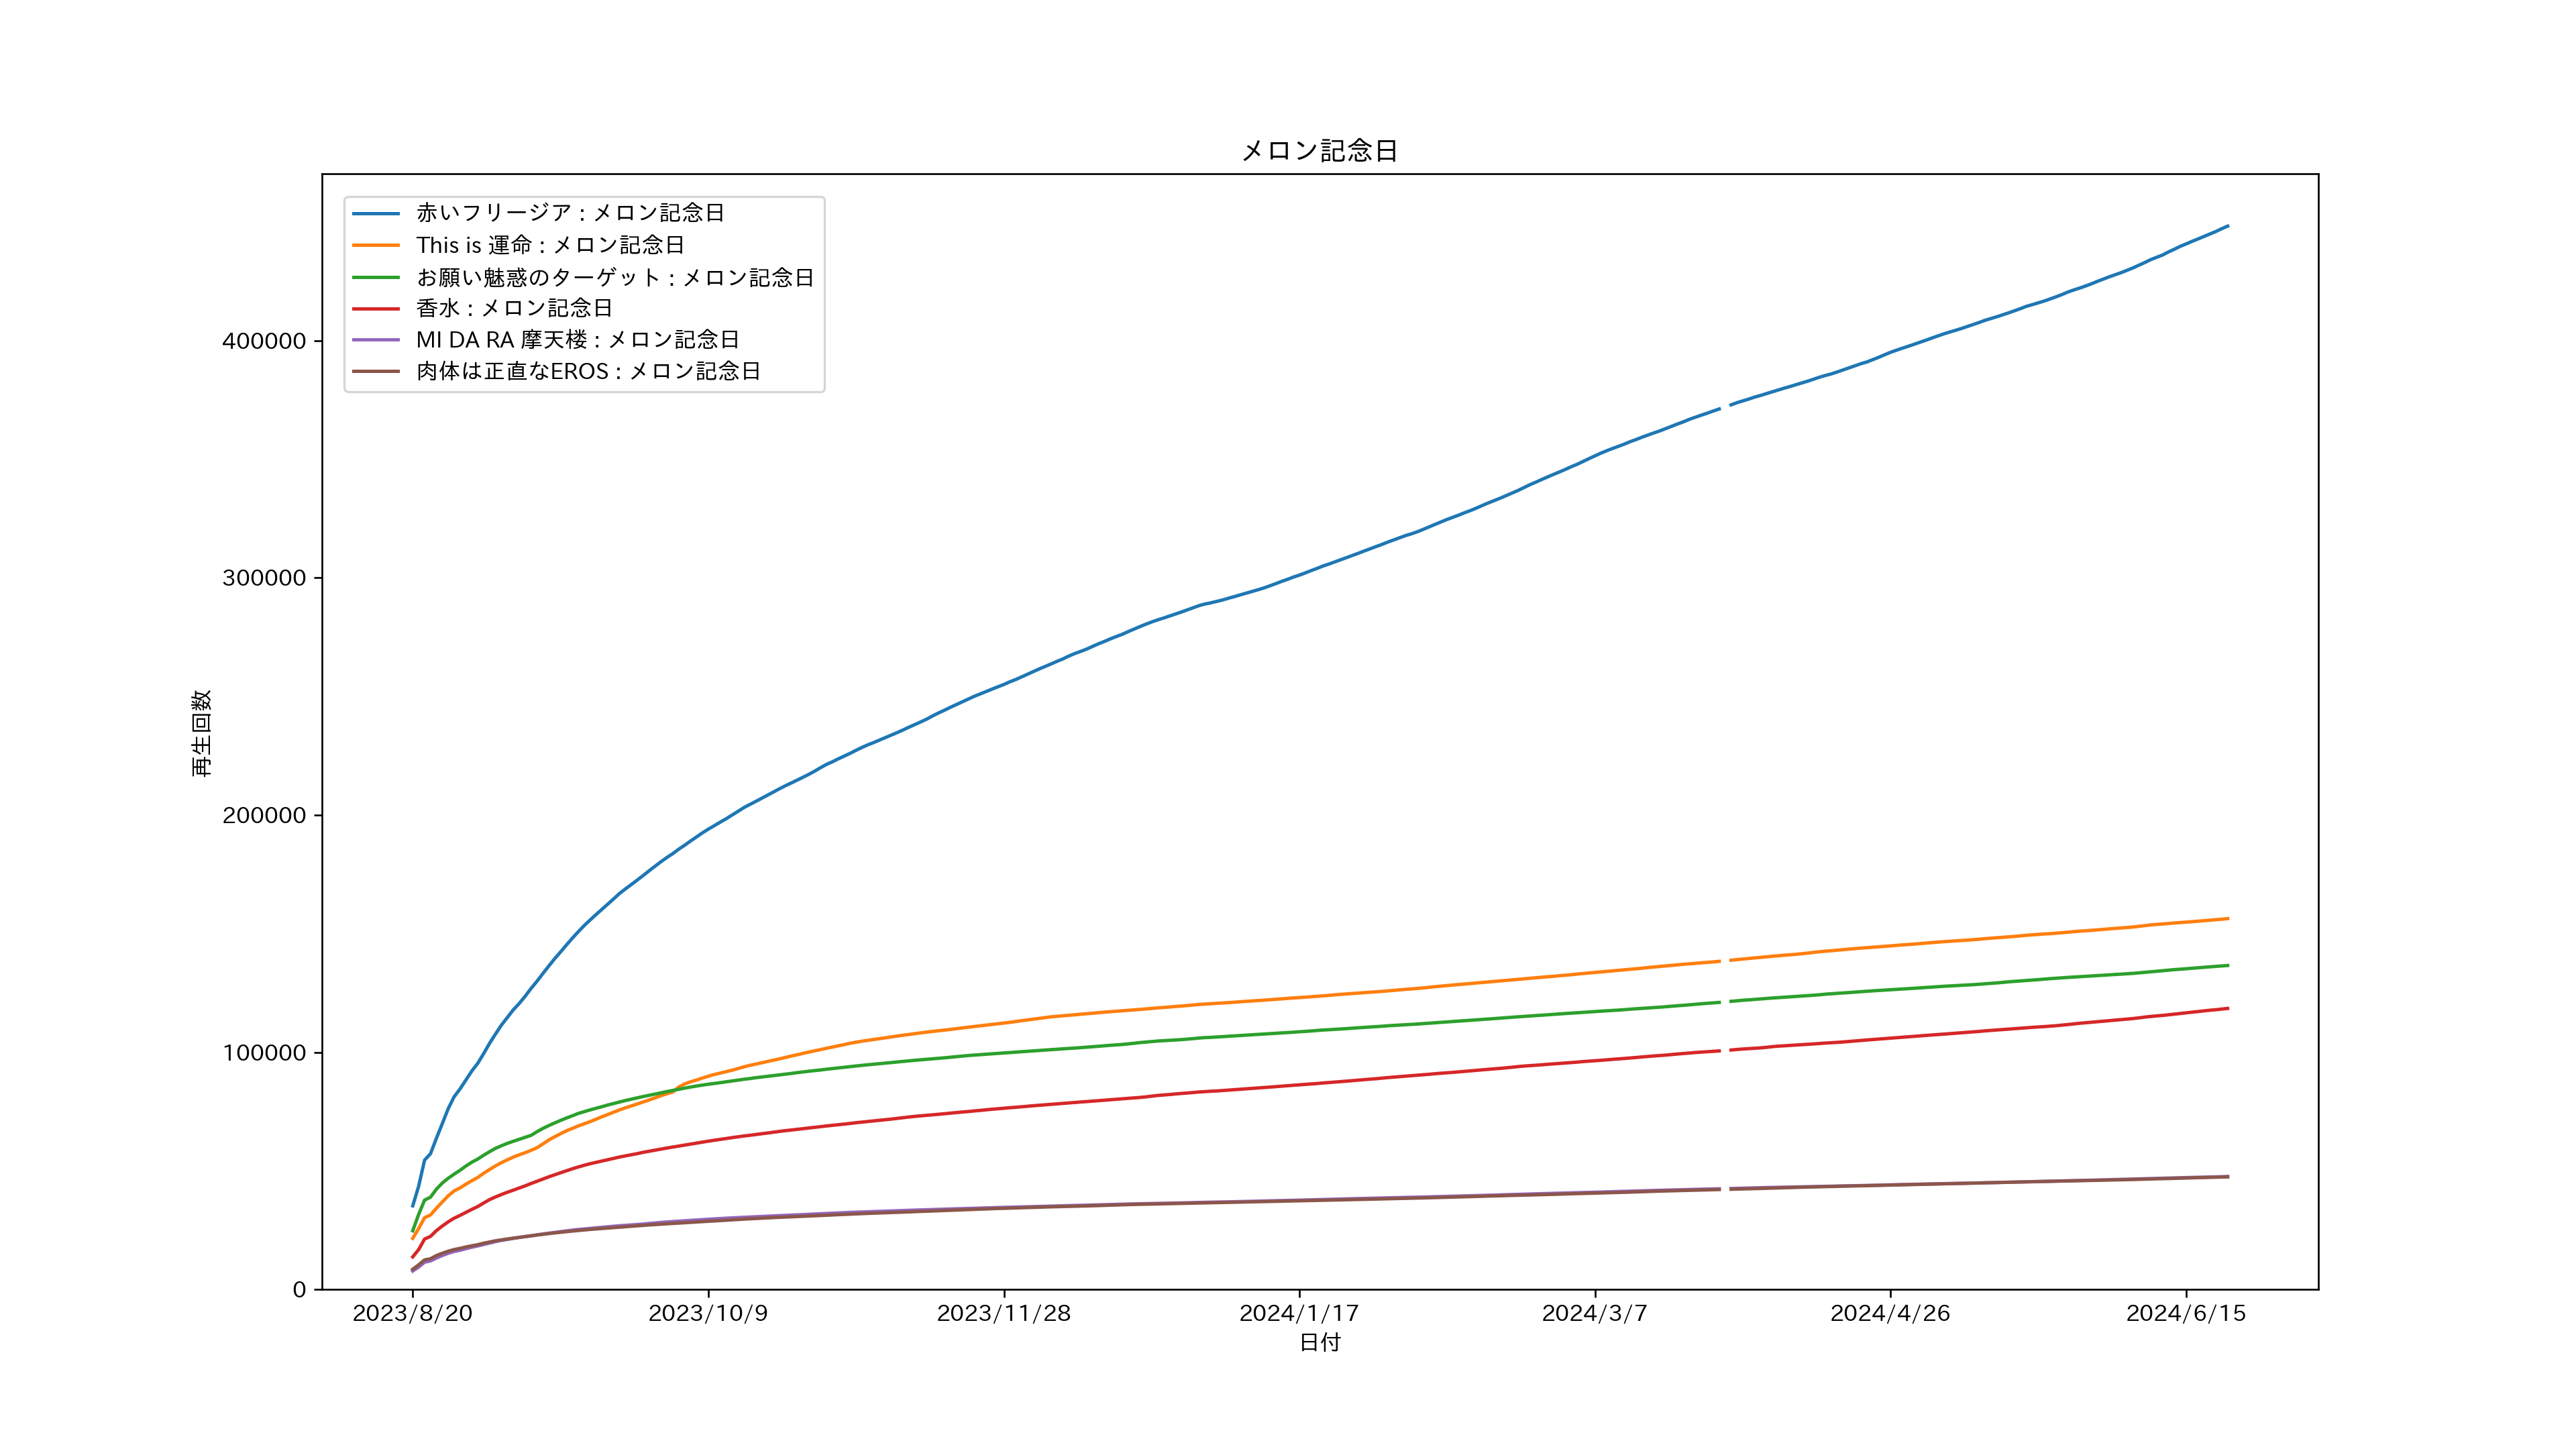 メロン記念日
赤いフリージア : メロン記念日
This is 運命 : メロン記念日
お願い魅惑のターゲット : メロン記念日
香水 : メロン記念日
MI DA RA 摩天楼 : メロン記念日
肉体は正直なEROS : メロン記念日
400000
300000
200000
100000
0
再生回数
2023/8/20 2023/10/9 2023/11/28 2024/1/17 2024/3/7 2024/4/26 2024/6/15
日付